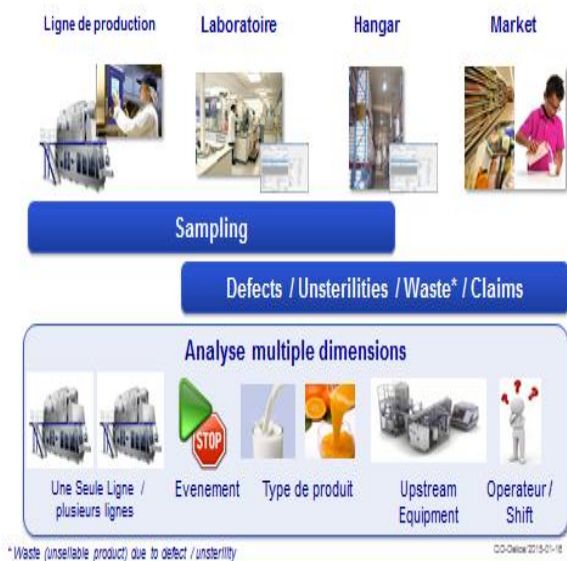 Ligne de production
Laboratoire
Hangar
Market
Sampling
Defects / Unsterilities / Waste* / Claims
Analyse multiple dimensions
STOP
Une Seule Ligne /
plusieurs lignes
Evenement
Type de produit
Upstream
Equipment
Operateur /
Shift
* Waste (unsellable product) due to defect / unsterility